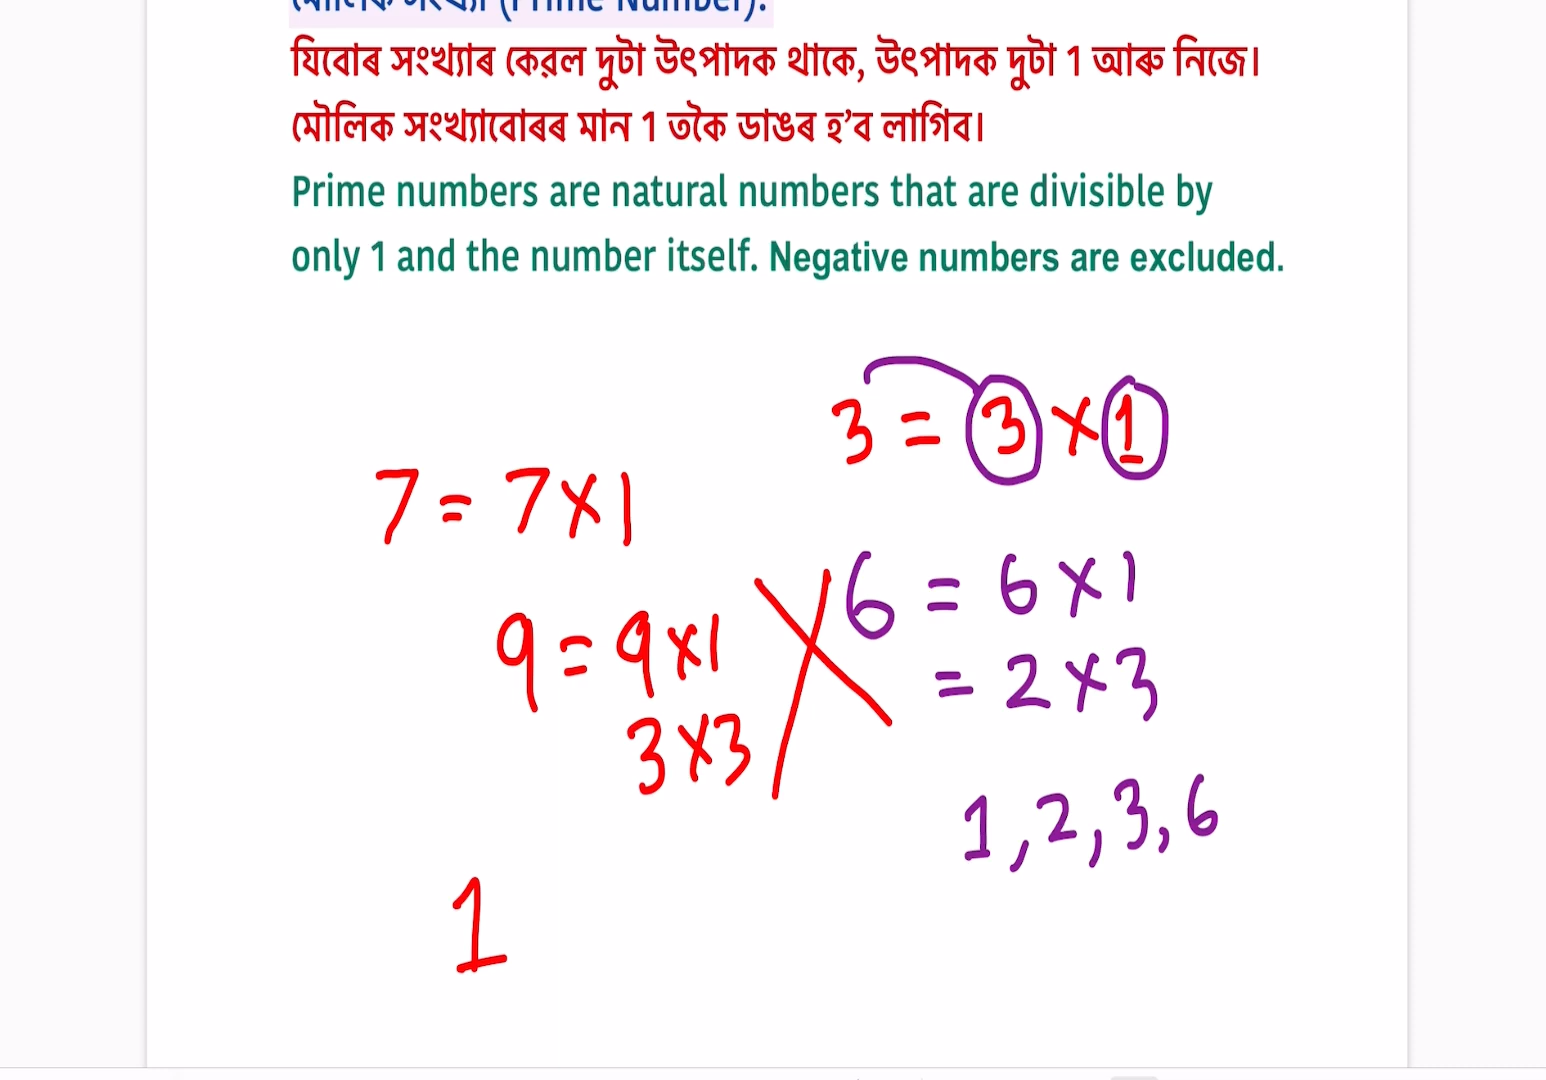 মৌলিক সংখ্যা (Prime Number):
যিবোৰ সংখ্যাৰ কেৱল দুটা উৎপাদক থাকে, উৎপাদক দুটা 1 আৰু নিজে।
মৌলিক সংখ্যাবোৰৰ মান 1 তকৈ ডাঙৰ হ’ব লাগিব।
Prime numbers are natural numbers that are divisible by
only 1 and the number itself. Negative numbers are excluded.
3 = 3 × 1
7 = 7 × 1
6 = 6 × 1
9 = 9 × 1
= 2 × 3
3 × 3
1, 2, 3, 6
1